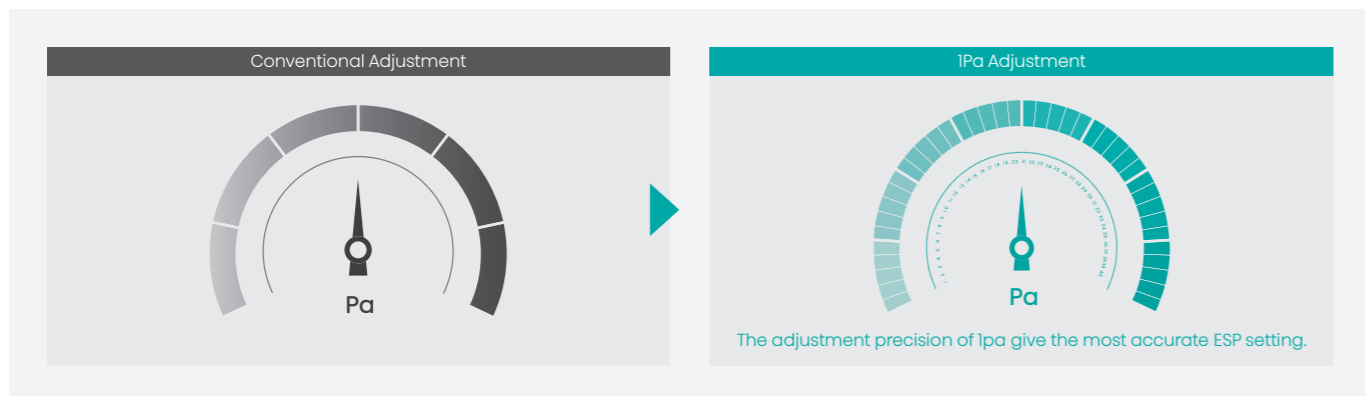 Conventional Adjustment
Pa
1Pa Adjustment
Pa
The adjustment precision of 1pa give the most accurate ESP setting.